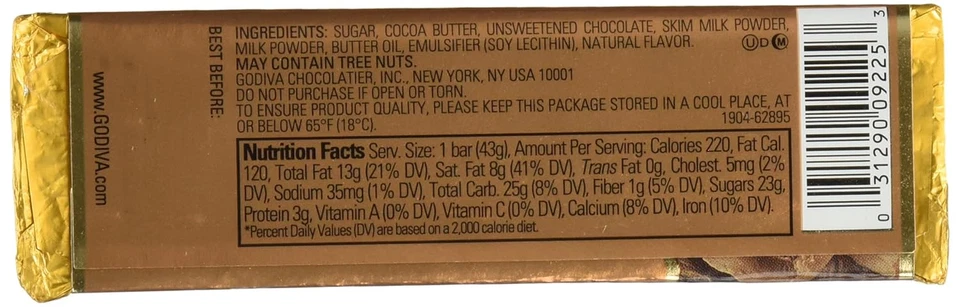 INGREDIENTS: SUGAR, COCOA BUTTER, UNSWEETENED CHOCOLATE, SKIM MILK POWDER,
MILK POWDER, BUTTER OIL, EMULSIFIER (SOY LECITHIN), NATURAL FLAVOR.
U D M
MAY CONTAIN TREE NUTS.
GODIVA CHOCOLATIER, INC., NEW YORK, NY USA 10001
DO NOT PURCHASE IF OPEN OR TORN.
TO ENSURE PRODUCT QUALITY, PLEASE KEEP THIS PACKAGE STORED IN A COOL PLACE, AT
OR BELOW 65°F (18°C).
1904-62895
Nutrition Facts Serv. Size: 1 bar (43g), Amount Per Serving: Calories 220, Fat Cal.
120, Total Fat 13g (21% DV), Sat. Fat 8g (41% DV), Trans Fat 0g, Cholest. 5mg (2%
DV), Sodium 35mg (1% DV), Total Carb. 25g (8% DV), Fiber 1g (5% DV), Sugars 23g,
Protein 3g, Vitamin A (0% DV), Vitamin C (0% DV), Calcium (8% DV), Iron (10% DV).
*Percent Daily Values (DV) are based on a 2,000 calorie diet.
BEST BEFORE:
www.GODIVA.com
0 31290 09225 3